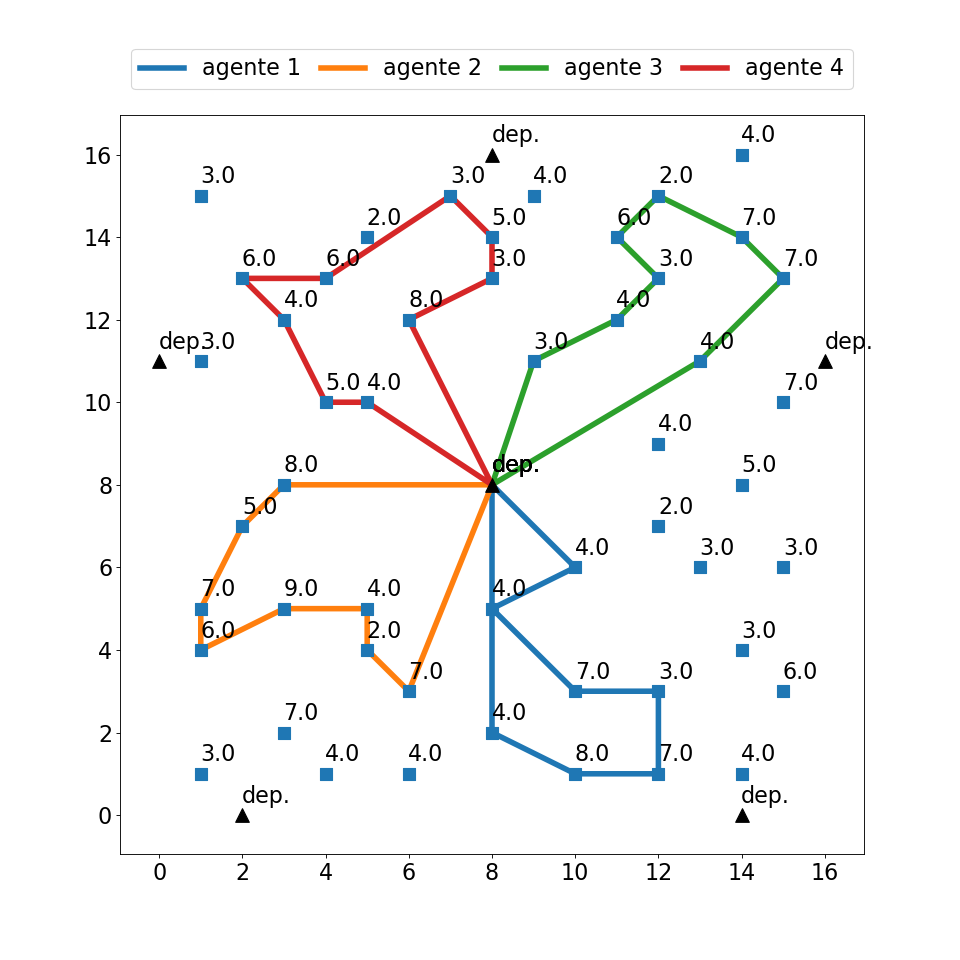 agente 1 agente 2 agente 3 agente 4
dep. 4.0
16
3.0 3.0 4.0 2.0
2.0 5.0 6.0 7.0
14
6.0 6.0 3.0 3.0 7.0
4.0 8.0 4.0
12
dep. 3.0 3.0 4.0 dep.
5.0 4.0 7.0
10
4.0
8.0 dep. 5.0
8
5.0 2.0
4.0 3.0 3.0
6
7.0 9.0 4.0 4.0
6.0 2.0 3.0
4
7.0 7.0 3.0 6.0
7.0 4.0
2
3.0 4.0 4.0 8.0 7.0 4.0
dep. dep.
0
0 2 4 6 8 10 12 14 16